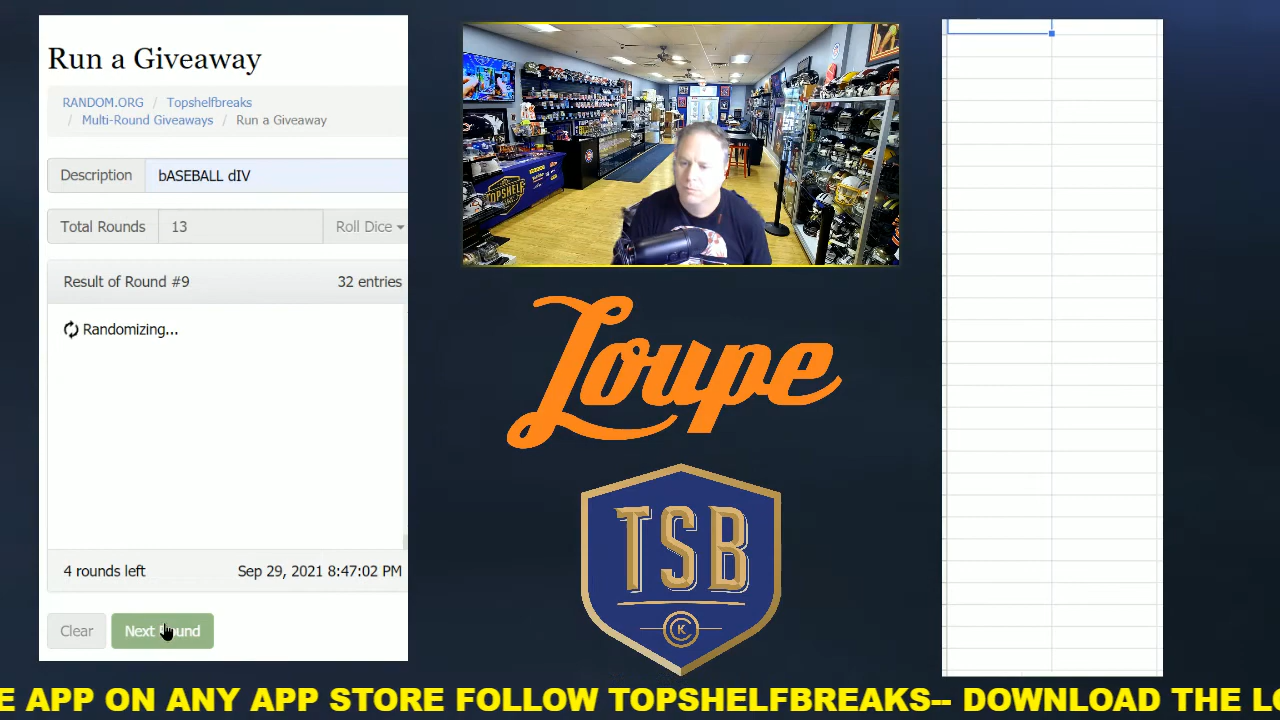 Run a Giveaway
RANDOM.ORG / Topshelfbreaks
/ Multi-Round Giveaways / Run a Giveaway
Description bASEBALL dIV
Total Rounds 13 Roll Dice
Result of Round #9 32 entries
Randomizing...
4 rounds left Sep 29, 2021 8:47:02 PM
Clear Next Round
Loupe
TSB
K
E APP ON ANY APP STORE FOLLOW TOPSHELFBREAKS-- DOWNLOAD THE LO